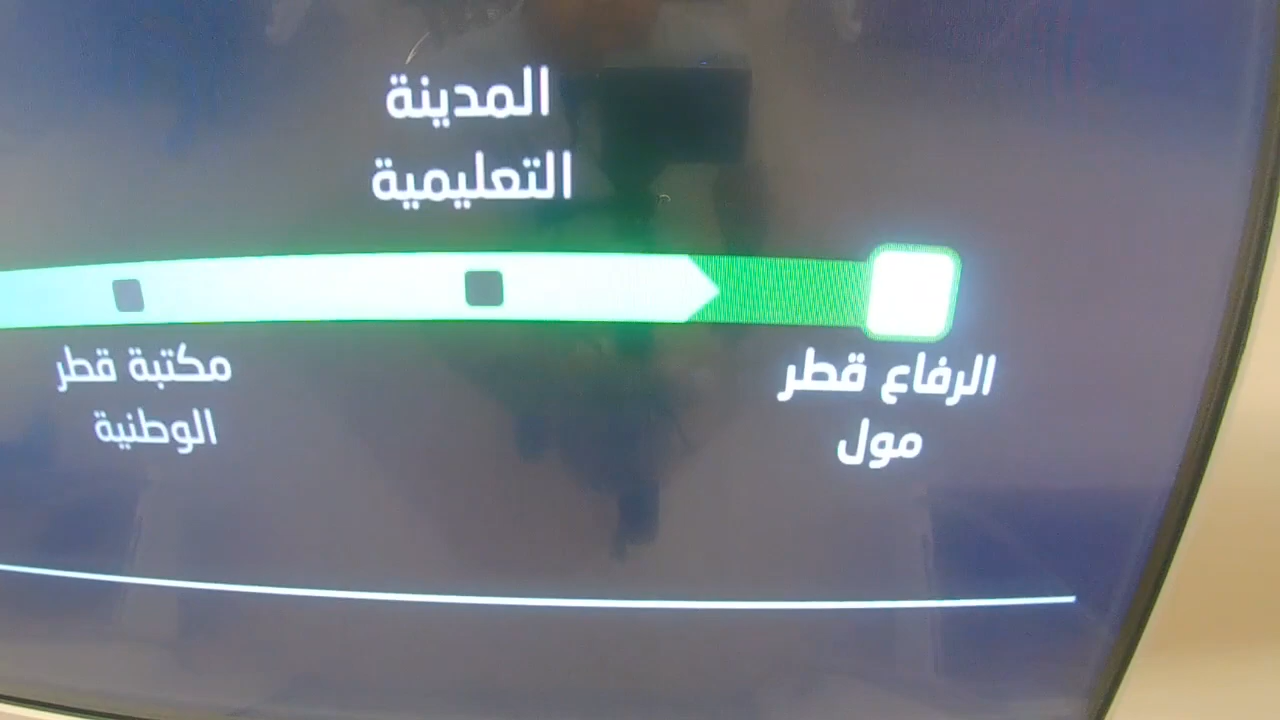 المدينة
التعليمية
الرفاع قطر
مول
مكتبة قطر
الوطنية